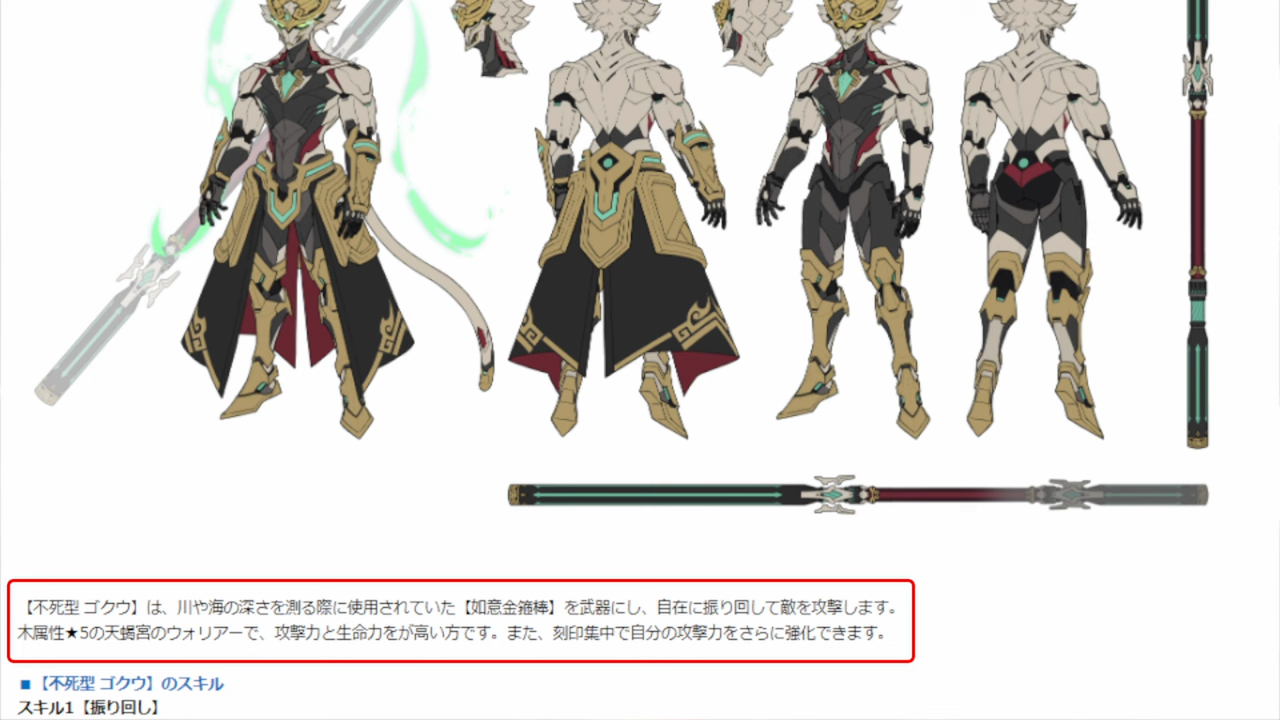 【不死型 ゴクウ】は、川や海の深さを測る際に使用されていた【如意金箍棒】を武器にし、自在に振り回して敵を攻撃します。
木属性★5の天蝎宮のウォリアーで、攻撃力と生命力をが高い方です。また、刻印集中で自分の攻撃力をさらに強化できます。
■【不死型 ゴクウ】のスキル
スキル1【振り回し】